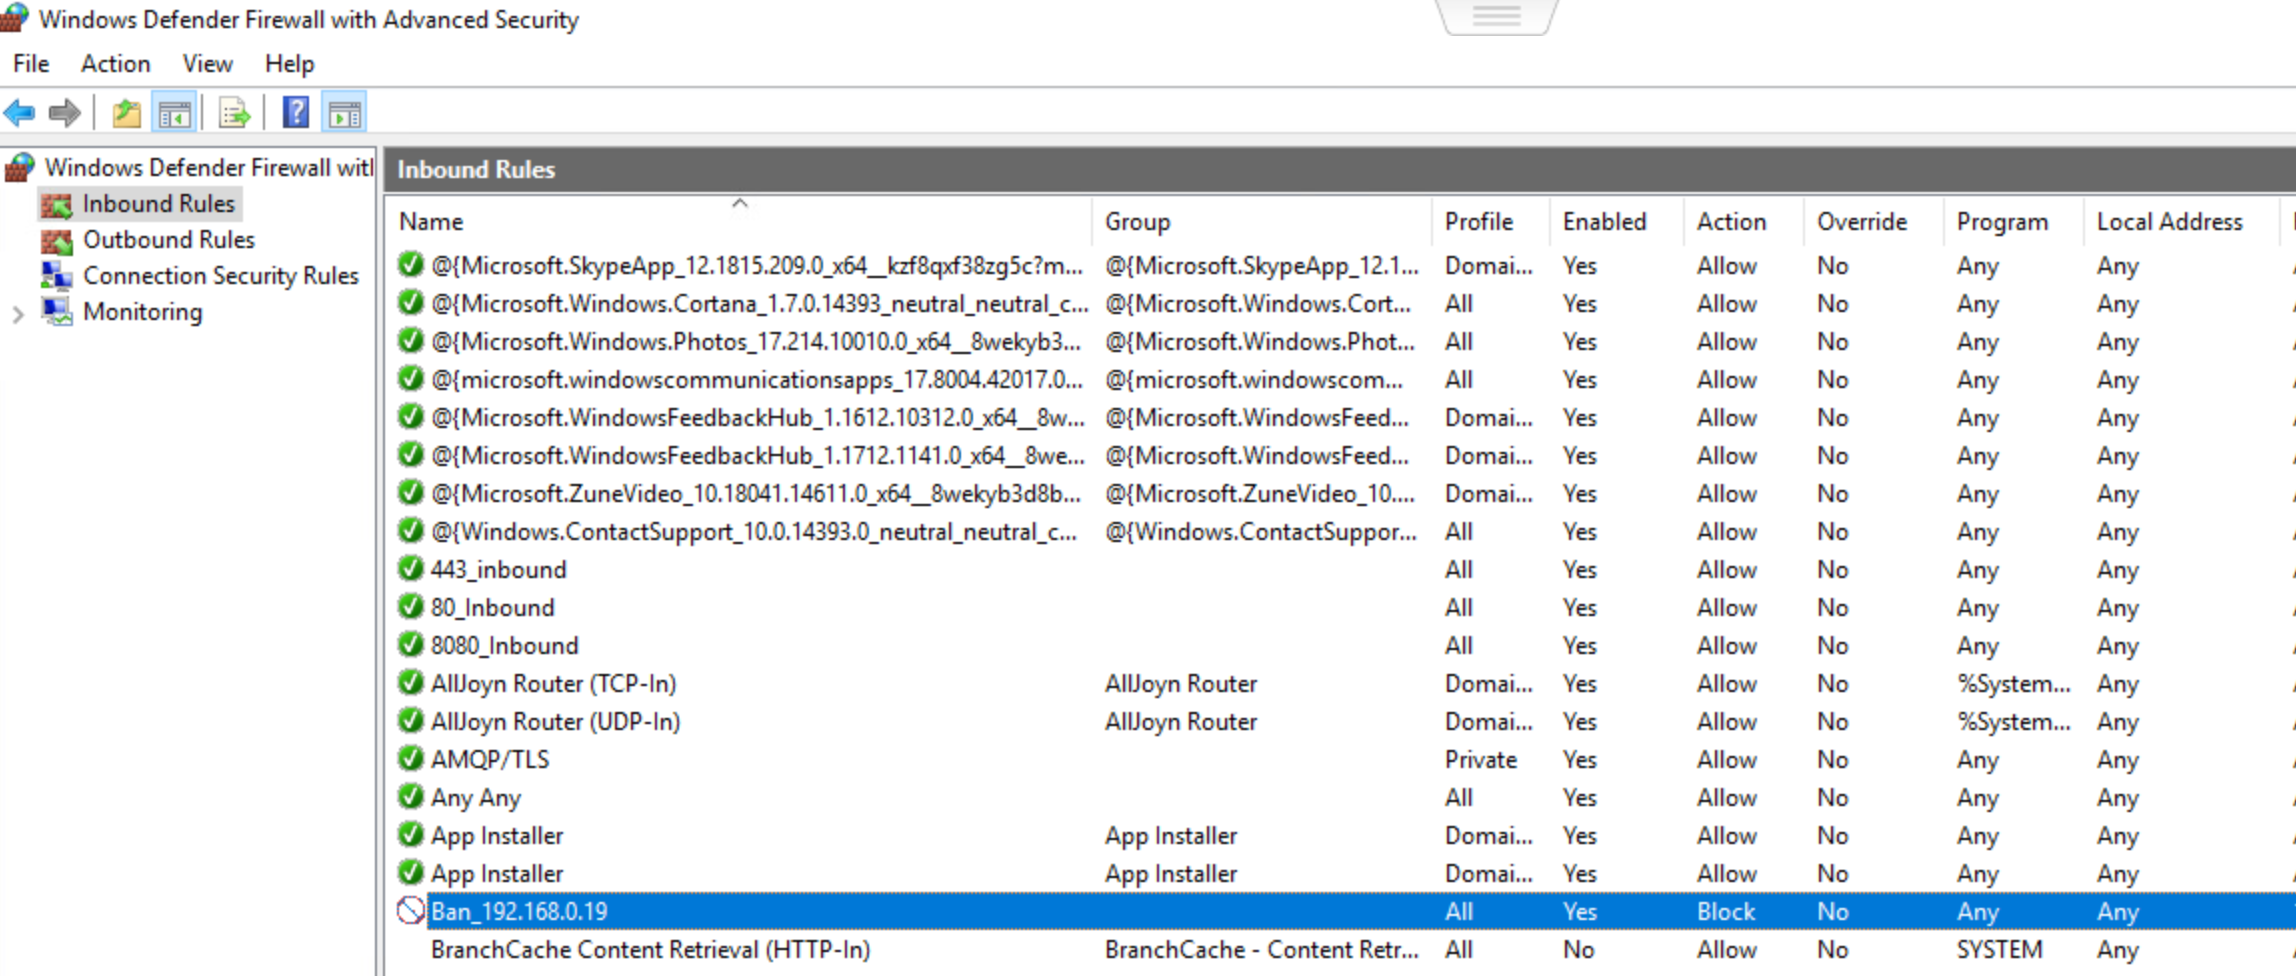 Windows Defender Firewall with Advanced Security
File Action View Help
Windows Defender Firewall with
Inbound Rules
Outbound Rules
Connection Security Rules
Monitoring
Inbound Rules
Name Group Profile Enabled Action Override Program Local Address
@{Microsoft.SkypeApp_12.1815.209.0_x64__kzf8qxf38zg5c?m... @{Microsoft.SkypeApp_12.1... Domai... Yes Allow No Any Any
@{Microsoft.Windows.Cortana_1.7.0.14393_neutral_neutral_c... @{Microsoft.Windows.Cort... All Yes Allow No Any Any
@{Microsoft.Windows.Photos_17.214.10010.0_x64__8wekyb3... @{Microsoft.Windows.Phot... All Yes Allow No Any Any
@{microsoft.windowscommunicationsapps_17.8004.42017.0... @{microsoft.windowscom... All Yes Allow No Any Any
@{Microsoft.WindowsFeedbackHub_1.1612.10312.0_x64__8w... @{Microsoft.WindowsFeed... Domai... Yes Allow No Any Any
@{Microsoft.WindowsFeedbackHub_1.1712.1141.0_x64__8we... @{Microsoft.WindowsFeed... Domai... Yes Allow No Any Any
@{Microsoft.ZuneVideo_10.18041.14611.0_x64__8wekyb3d8b... @{Microsoft.ZuneVideo_10.... Domai... Yes Allow No Any Any
@{Windows.ContactSupport_10.0.14393.0_neutral_neutral_c... @{Windows.ContactSuppor... All Yes Allow No Any Any
443_inbound All Yes Allow No Any Any
80_Inbound All Yes Allow No Any Any
8080_Inbound All Yes Allow No Any Any
AllJoyn Router (TCP-In) AllJoyn Router Domai... Yes Allow No %System... Any
AllJoyn Router (UDP-In) AllJoyn Router Domai... Yes Allow No %System... Any
AMQP/TLS Private Yes Allow No Any Any
Any Any All Yes Allow No Any Any
App Installer App Installer Domai... Yes Allow No Any Any
App Installer App Installer Domai... Yes Allow No Any Any
Ban_192.168.0.19 All Yes Block No Any Any
BranchCache Content Retrieval (HTTP-In) BranchCache - Content Retr... All No Allow No SYSTEM Any